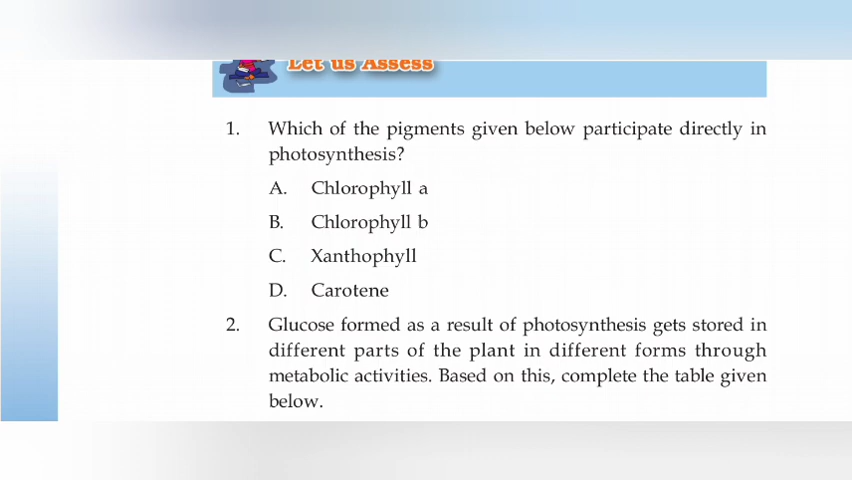 Let us Assess
1. Which of the pigments given below participate directly in
photosynthesis?
A. Chlorophyll a
B. Chlorophyll b
C. Xanthophyll
D. Carotene
2. Glucose formed as a result of photosynthesis gets stored in
different parts of the plant in different forms through
metabolic activities. Based on this, complete the table given
below.